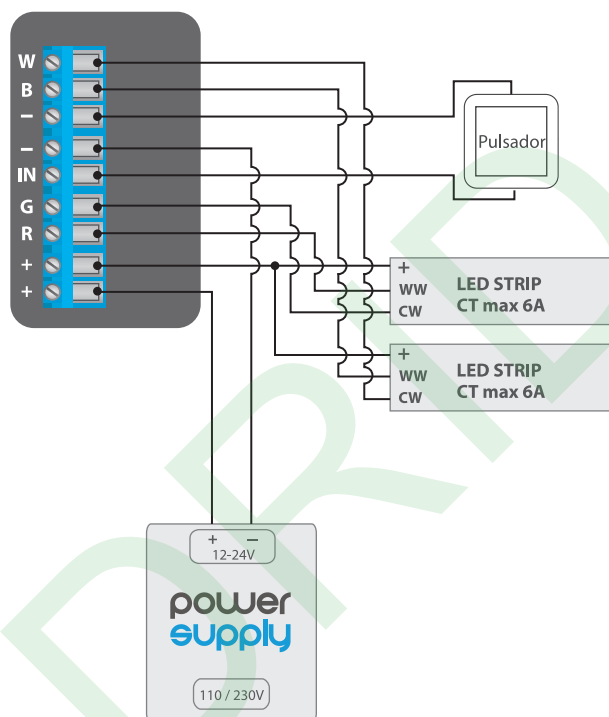 W
B
–
–
IN
G
R
+
+
Pulsador
+
WW
CW
LED STRIP
CT max 6A
+
WW
CW
LED STRIP
CT max 6A
+ –
12-24V
power
supply
110 / 230V
DRID